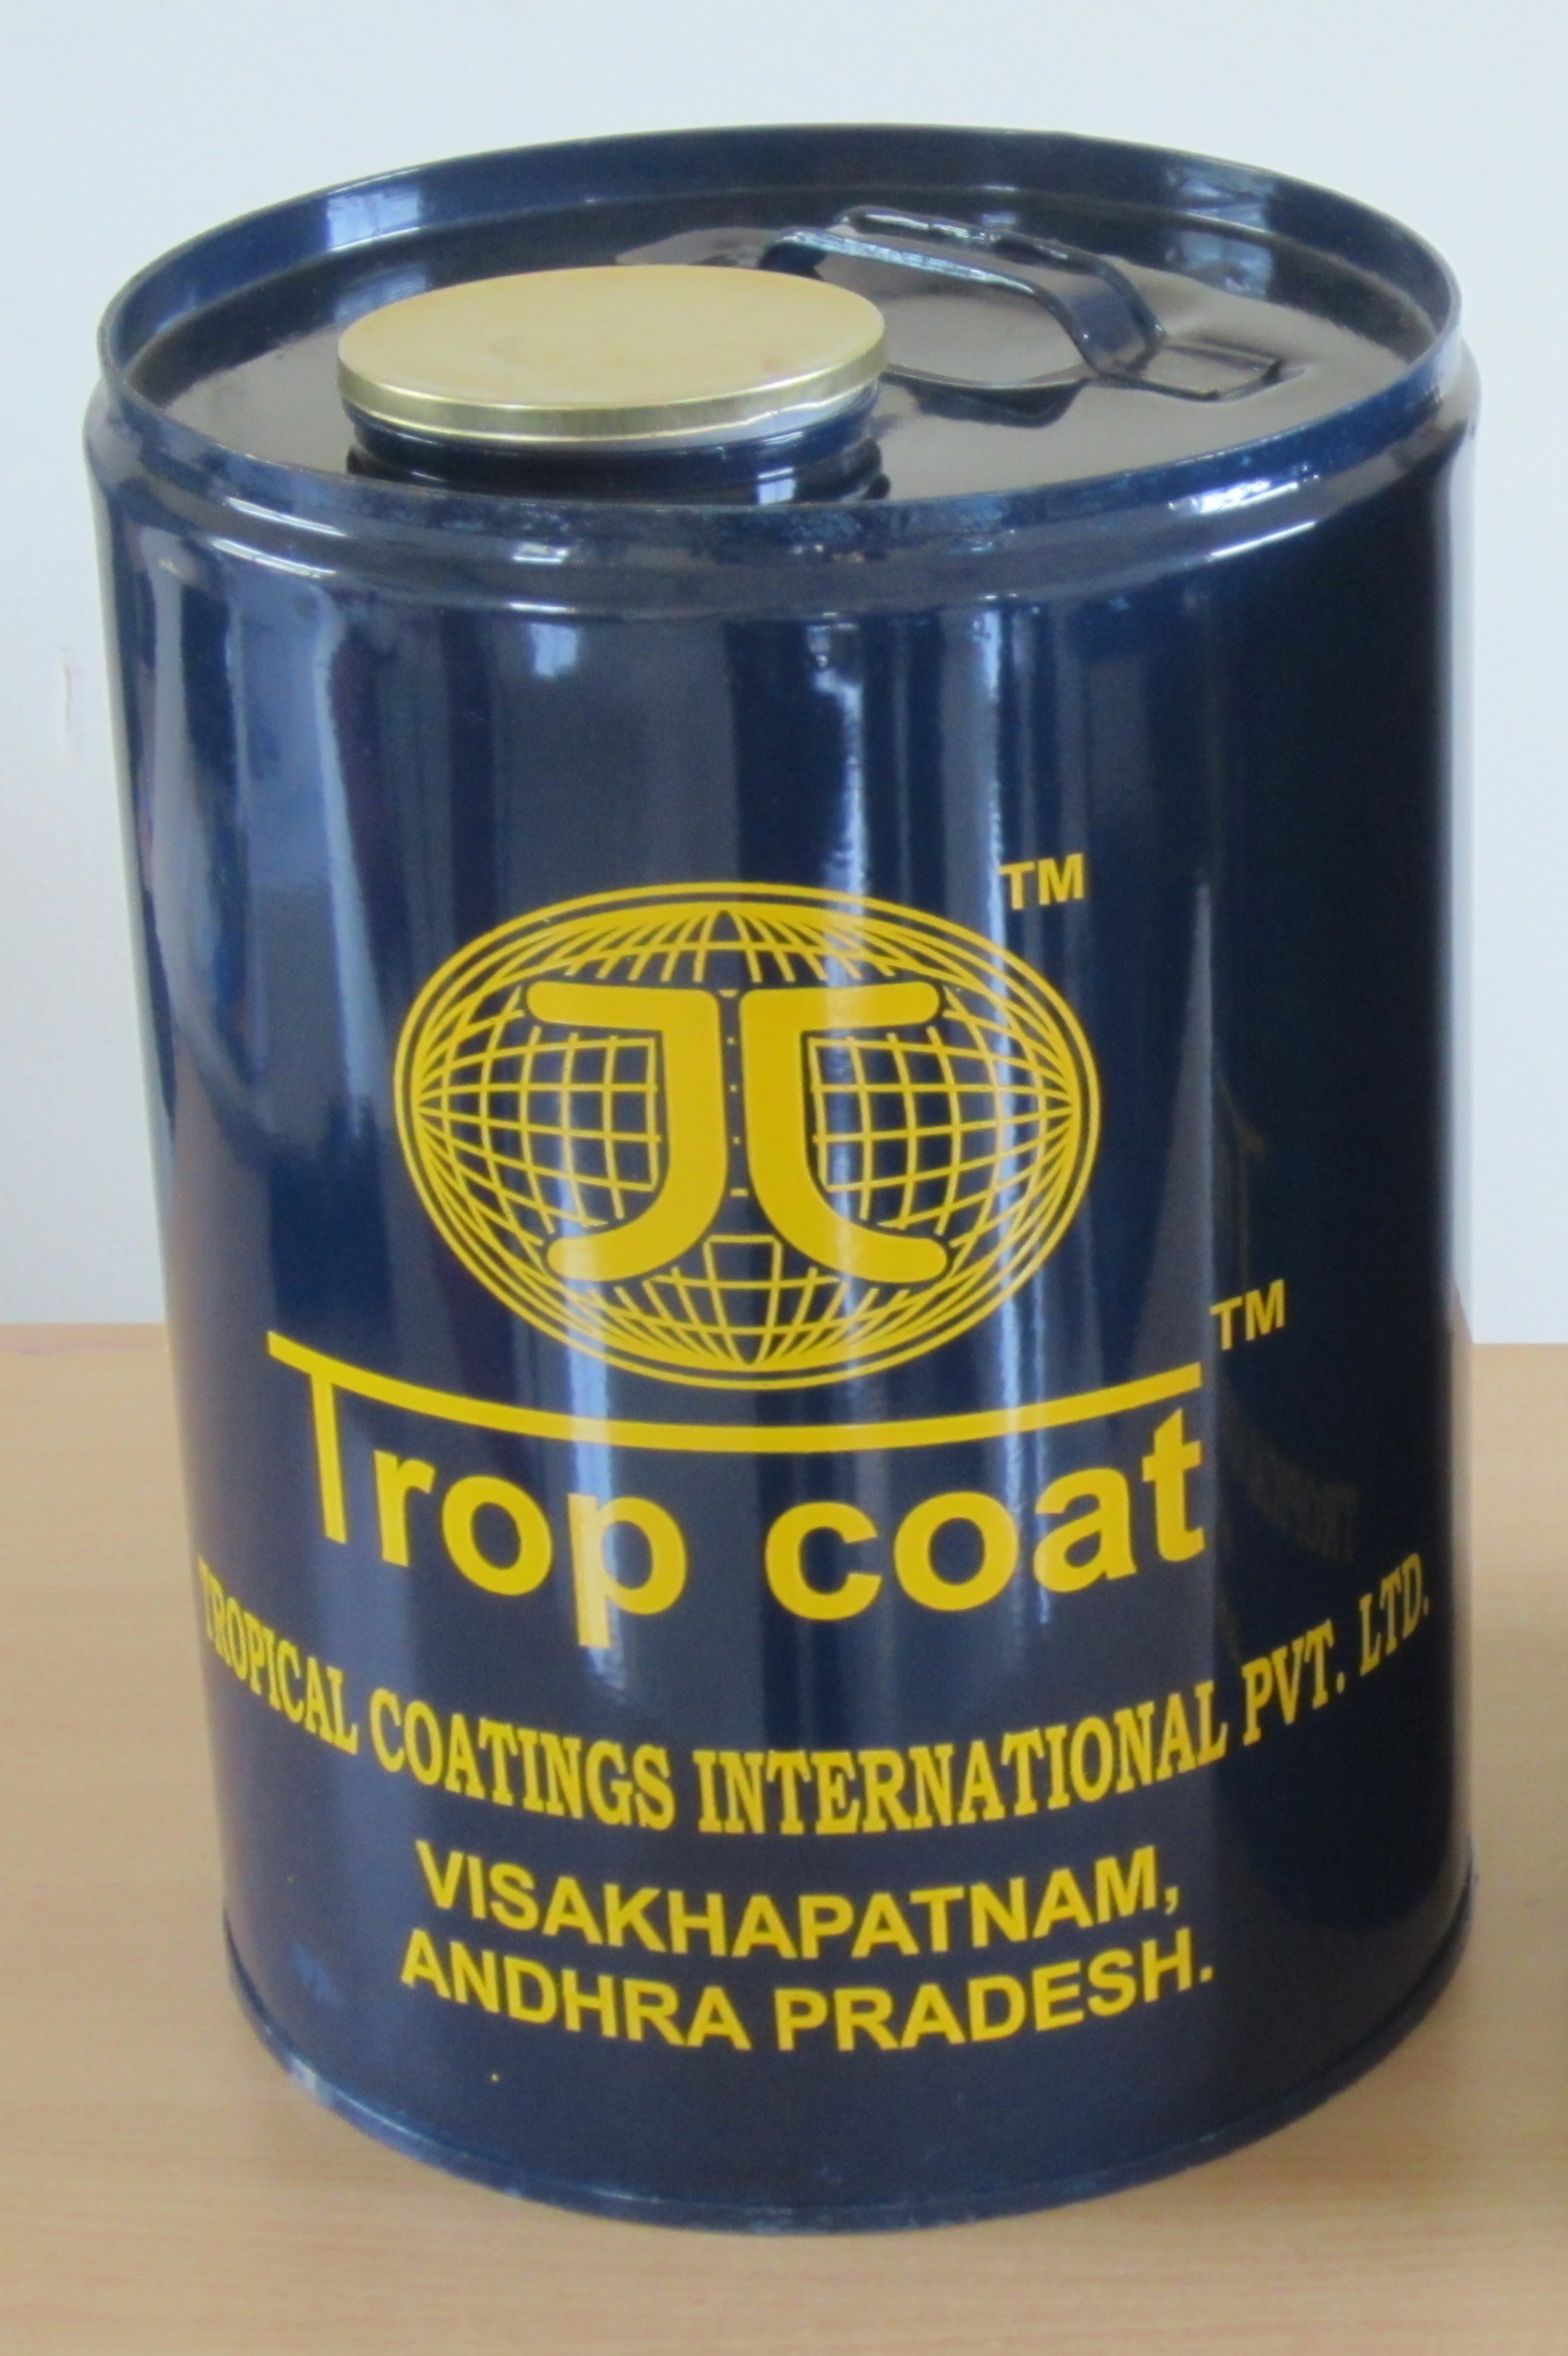 TM
Trop coat TM
TROPICAL COATINGS INTERNATIONAL PVT. LTD.
VISAKHAPATNAM,
ANDHRA PRADESH.